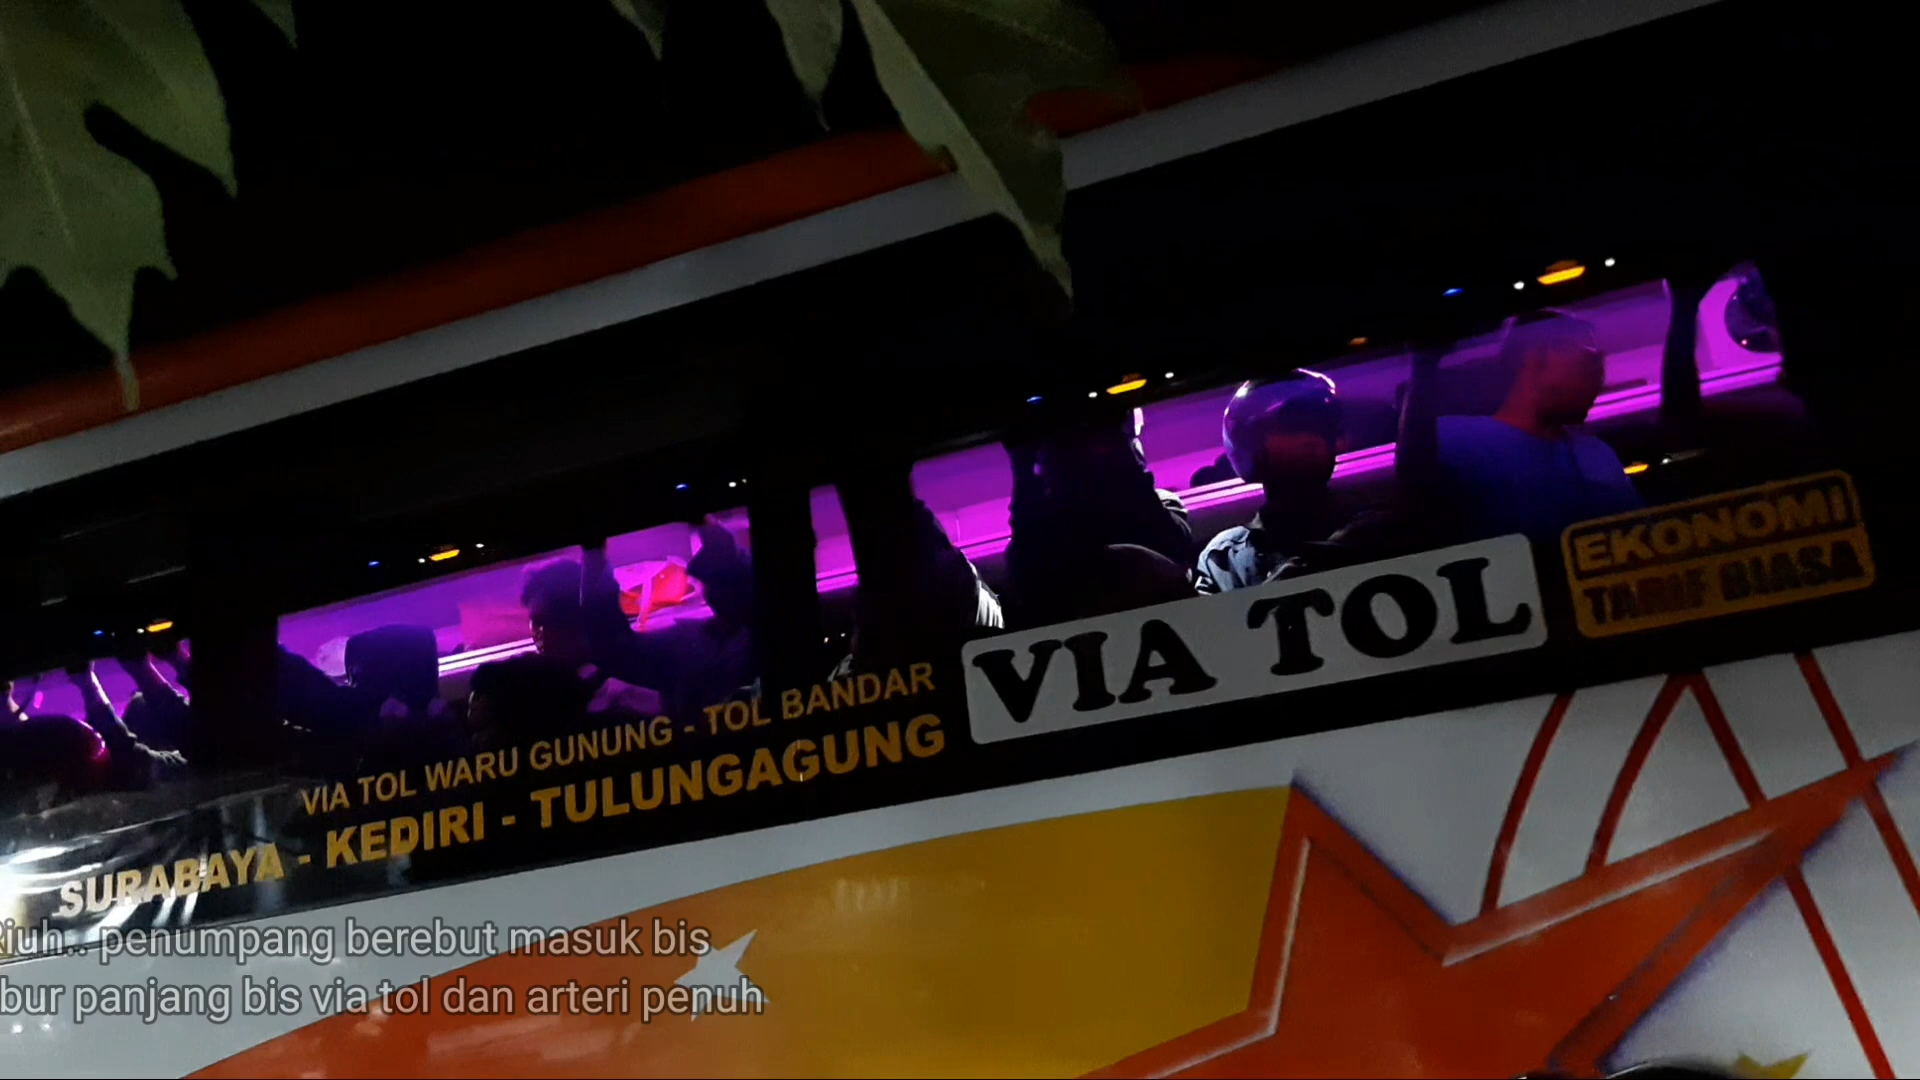 EKONOMI
TARIF BIASA
VIA TOL
VIA TOL WARU GUNUNG - TOL BANDAR
SURABAYA - KEDIRI - TULUNGAGUNG
Riuh.. penumpang berebut masuk bis
bur panjang bis via tol dan arteri penuh